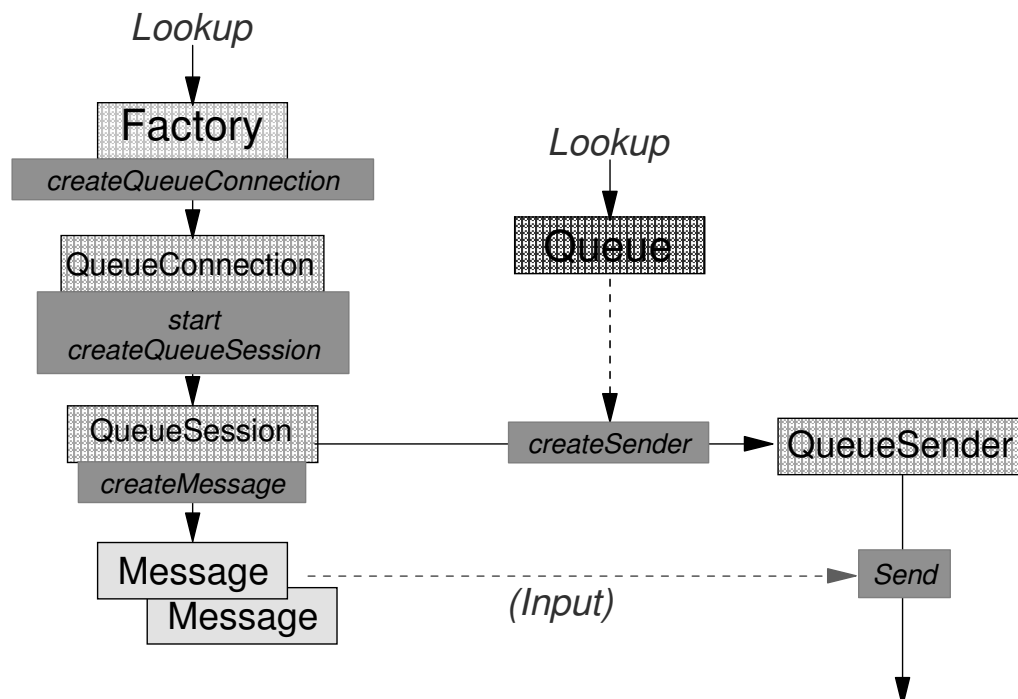 Lookup
Factory
createQueueConnection
QueueConnection
start
createQueueSession
QueueSession
createMessage
Message
Message
Lookup
Queue
createSender
QueueSender
Send
(Input)